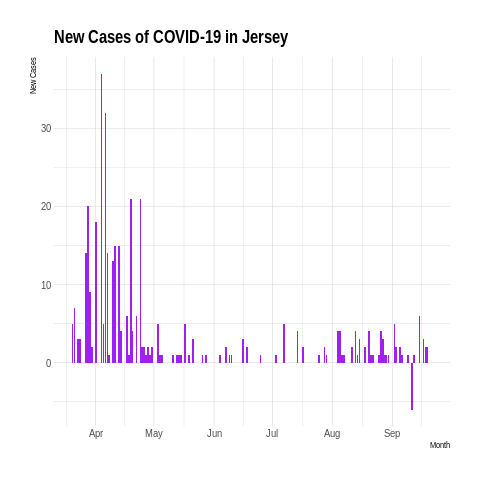 New Cases of COVID-19 in Jersey
New Cases
30
20
10
0
Apr May Jun Jul Aug Sep
Month